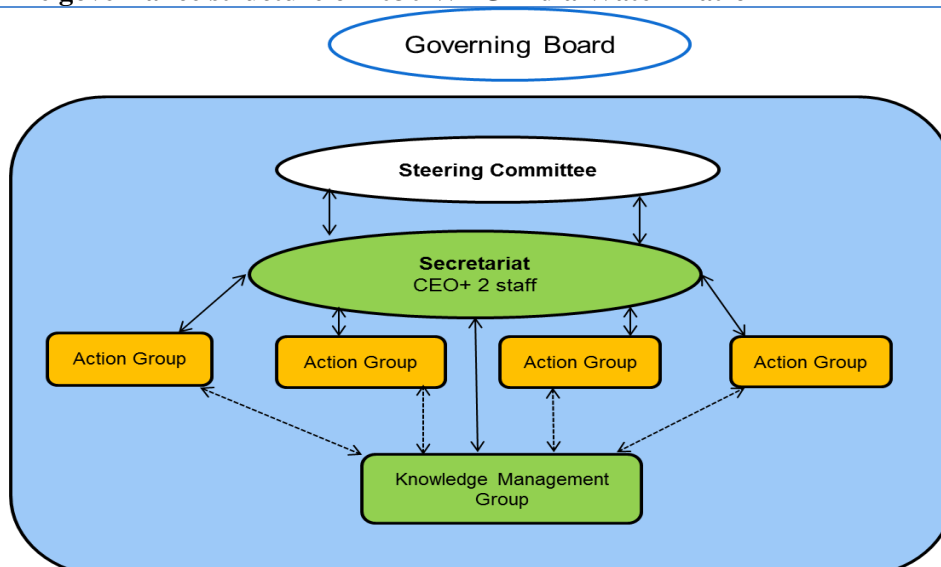 Governing Board
Steering Committee
Secretariat
CEO+ 2 staff
Action Group
Action Group
Action Group
Action Group
Knowledge Management
Group